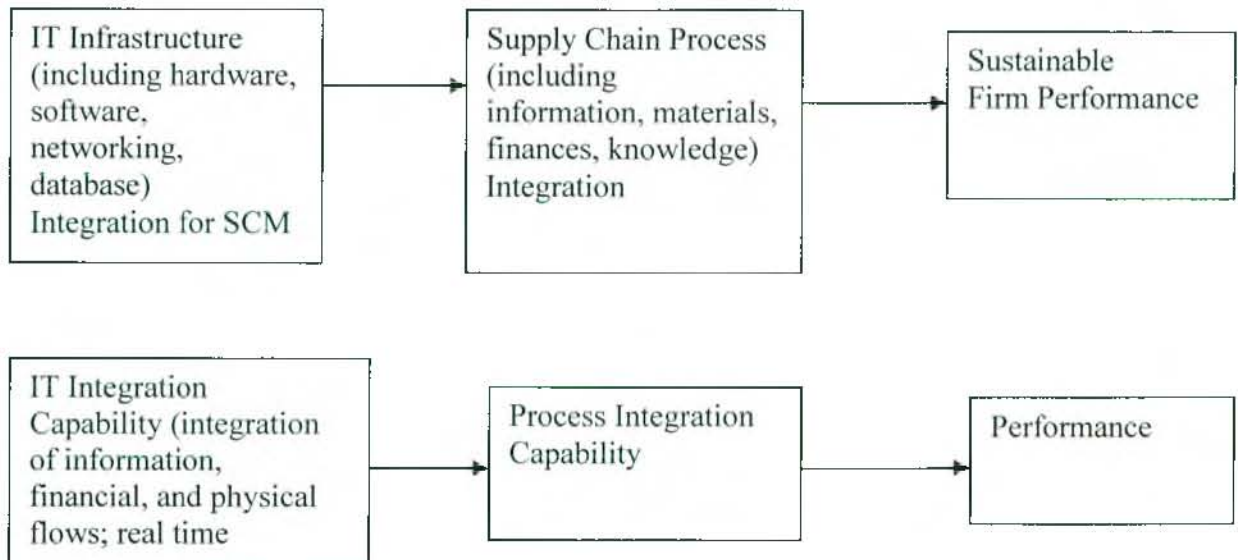 IT Infrastructure
(including hardware,
software,
networking,
database)
Integration for SCM
Supply Chain Process
(including
information, materials,
finances, knowledge)
Integration
Sustainable
Firm Performance
IT Integration
Capability (integration
of information,
financial, and physical
flows; real time
Process Integration
Capability
Performance